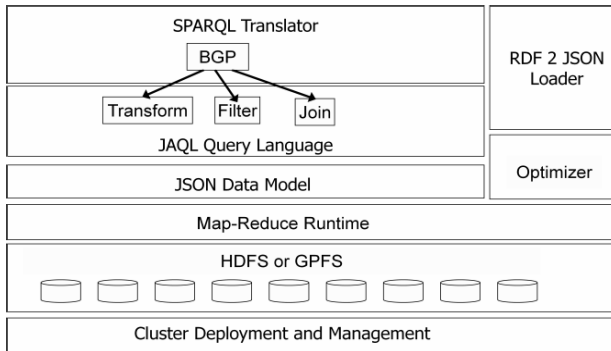 SPARQL Translator
BGP
RDF 2 JSON
Loader
Transform
Filter
Join
JAQL Query Language
Optimizer
JSON Data Model
Map-Reduce Runtime
HDFS or GPFS
Cluster Deployment and Management